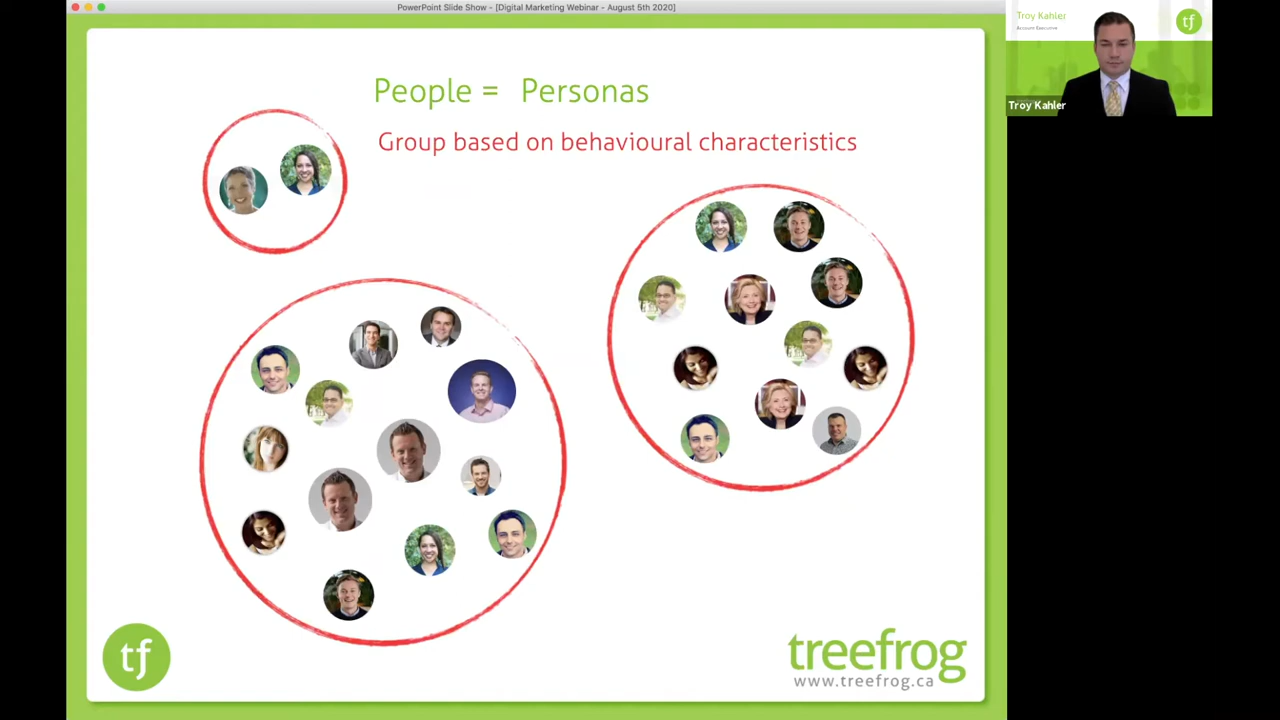 PowerPoint Slide Show - [Digital Marketing Webinar - August 5th 2020]
People = Personas
Group based on behavioural characteristics
tf
treefrog
www.treefrog.ca
Troy Kahler
Account Executive
tf
Troy Kahler